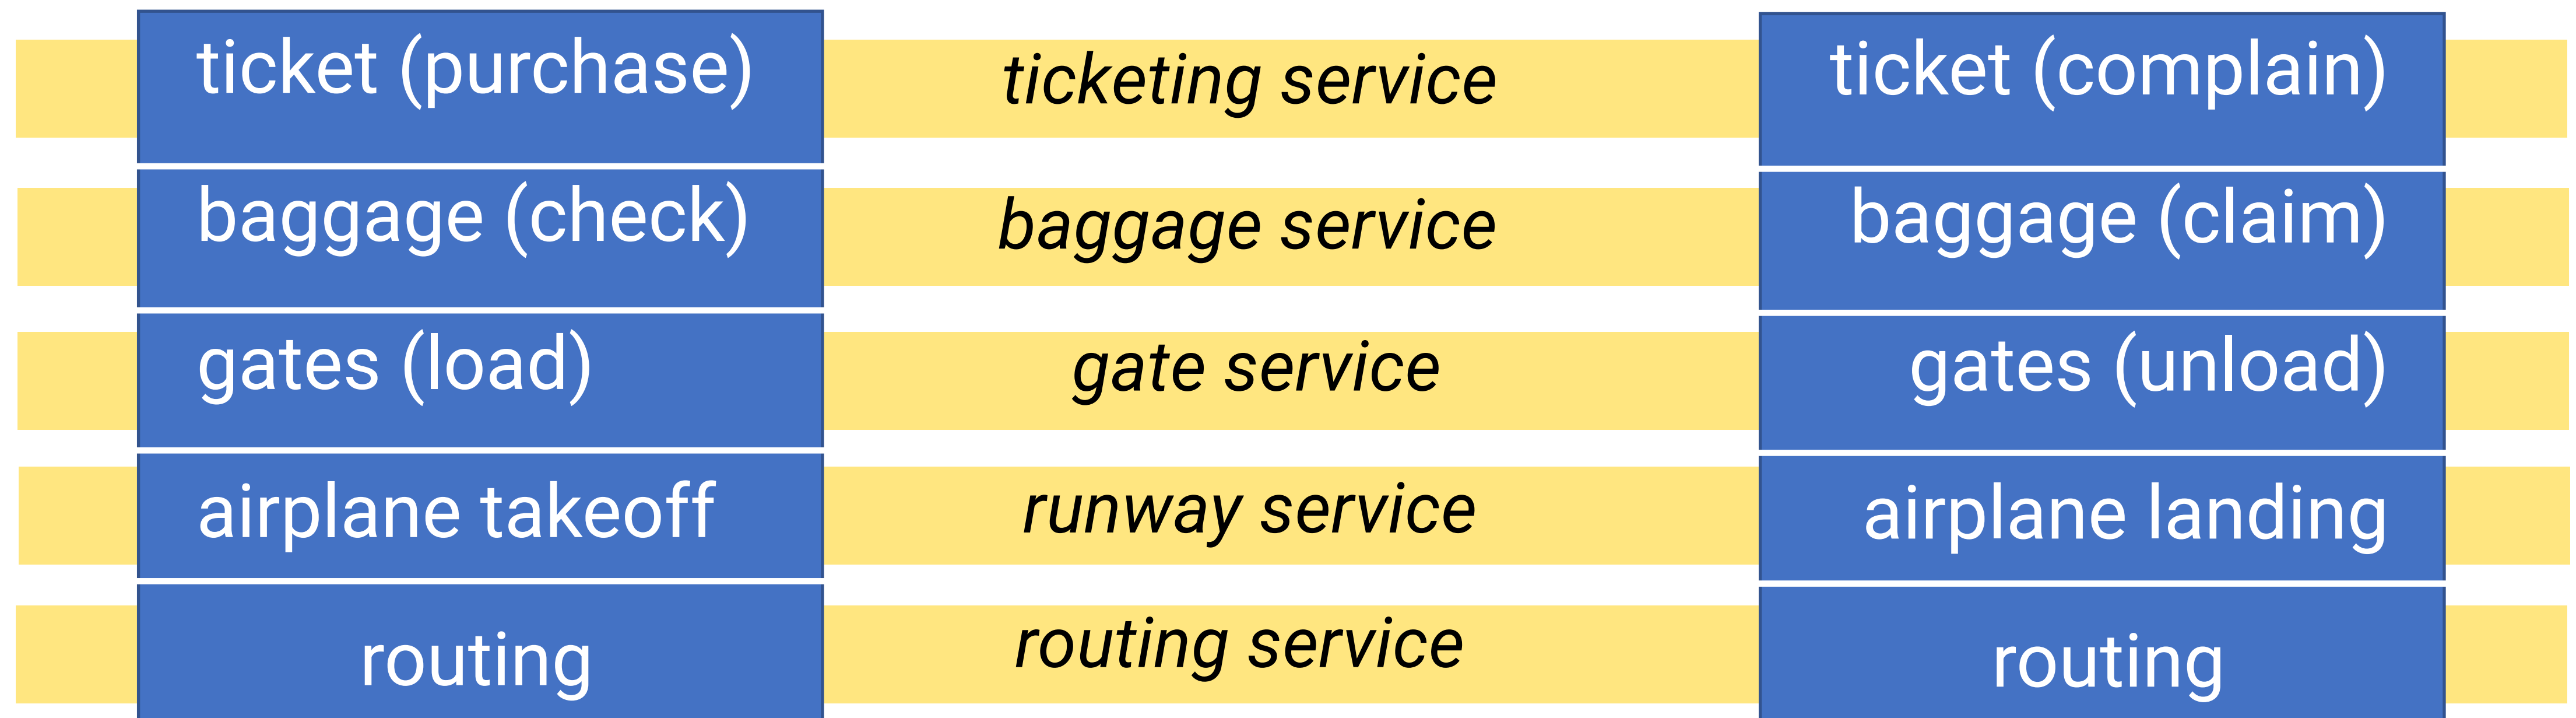 ticket (purchase) ticketing service ticket (complain)
baggage (check) baggage service baggage (claim)
gates (load) gate service gates (unload)
airplane takeoff runway service airplane landing
routing routing service routing